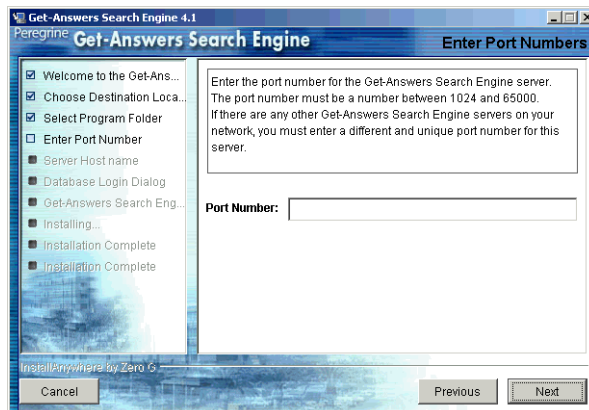 Get-Answers Search Engine 4.1
Peregrine Get-Answers Search Engine
Enter Port Numbers
Welcome to the Get-Ans...
Choose Destination Loca...
Select Program Folder
Enter Port Number
Server Host name
Database Login Dialog
Get-Answers Search Eng...
Installing...
Installation Complete
Installation Complete
Enter the port number for the Get-Answers Search Engine server.
The port number must be a number between 1024 and 65000.
If there are any other Get-Answers Search Engine servers on your
network, you must enter a different and unique port number for this
server.
Port Number:
InstallAnywhere by Zero G
Cancel
Previous
Next